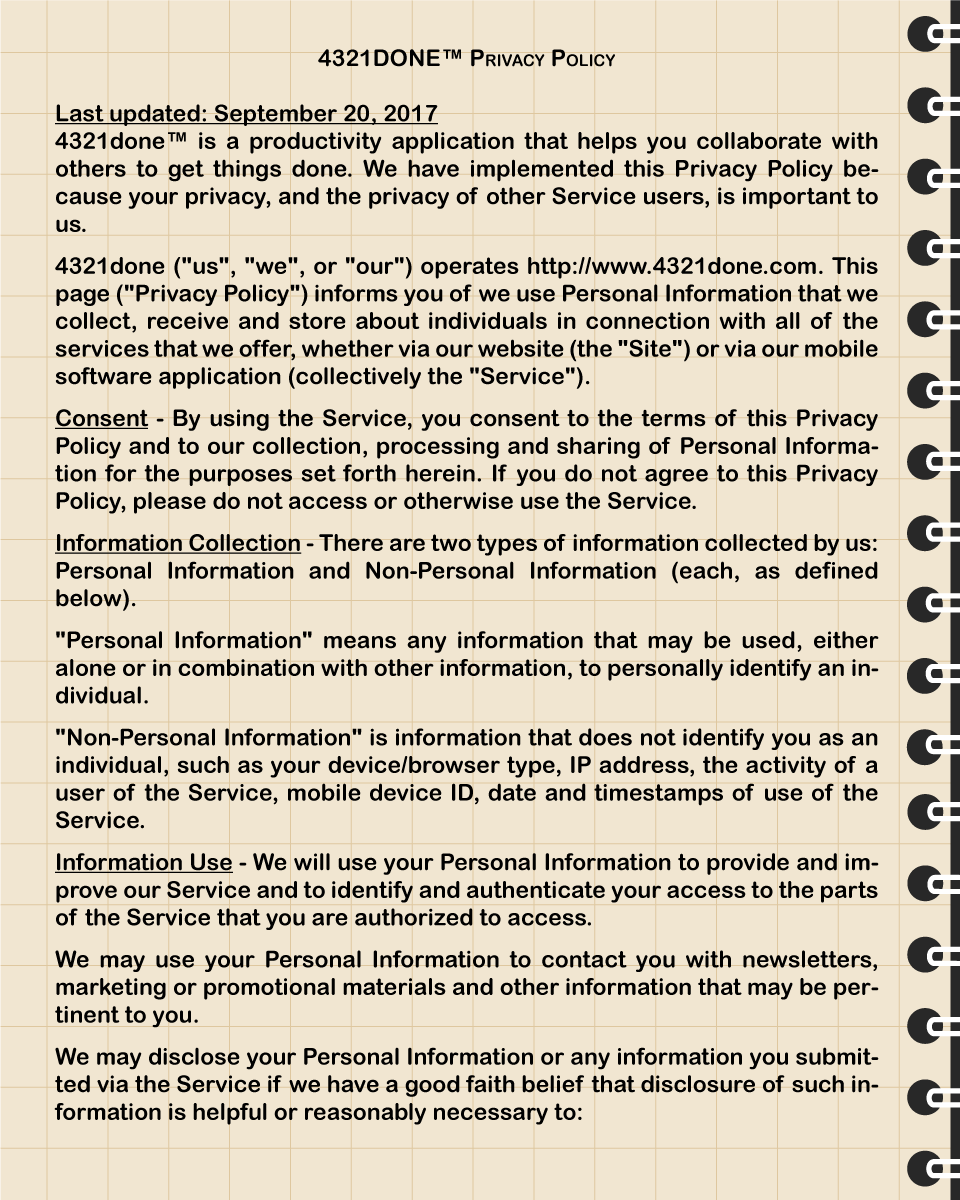 4321DONE™ PRIVACY POLICY
Last updated: September 20, 2017
4321done™ is a productivity application that helps you collaborate with
others to get things done. We have implemented this Privacy Policy be-
cause your privacy, and the privacy of other Service users, is important to
us.
4321done ("us", "we", or "our") operates http://www.4321done.com. This
page ("Privacy Policy") informs you of we use Personal Information that we
collect, receive and store about individuals in connection with all of the
services that we offer, whether via our website (the "Site") or via our mobile
software application (collectively the "Service").
Consent - By using the Service, you consent to the terms of this Privacy
Policy and to our collection, processing and sharing of Personal Informa-
tion for the purposes set forth herein. If you do not agree to this Privacy
Policy, please do not access or otherwise use the Service.
Information Collection - There are two types of information collected by us:
Personal Information and Non-Personal Information (each, as defined
below).
"Personal Information" means any information that may be used, either
alone or in combination with other information, to personally identify an in-
dividual.
"Non-Personal Information" is information that does not identify you as an
individual, such as your device/browser type, IP address, the activity of a
user of the Service, mobile device ID, date and timestamps of use of the
Service.
Information Use - We will use your Personal Information to provide and im-
prove our Service and to identify and authenticate your access to the parts
of the Service that you are authorized to access.
We may use your Personal Information to contact you with newsletters,
marketing or promotional materials and other information that may be per-
tinent to you.
We may disclose your Personal Information or any information you submit-
ted via the Service if we have a good faith belief that disclosure of such in-
formation is helpful or reasonably necessary to: